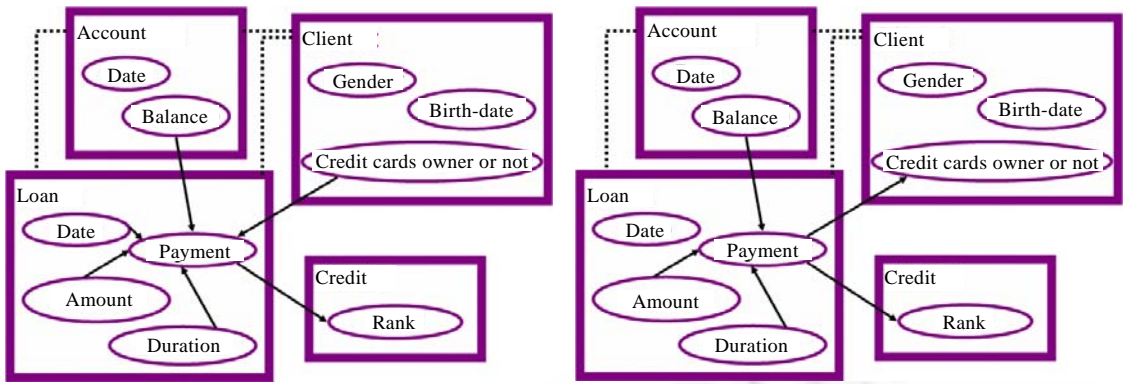 Account
Client
Date
Gender
Balance
Birth-date
Credit cards owner or not
Loan
Date
Payment
Credit
Amount
Rank
Duration
Account
Client
Date
Gender
Balance
Birth-date
Credit cards owner or not
Loan
Date
Payment
Credit
Amount
Rank
Duration